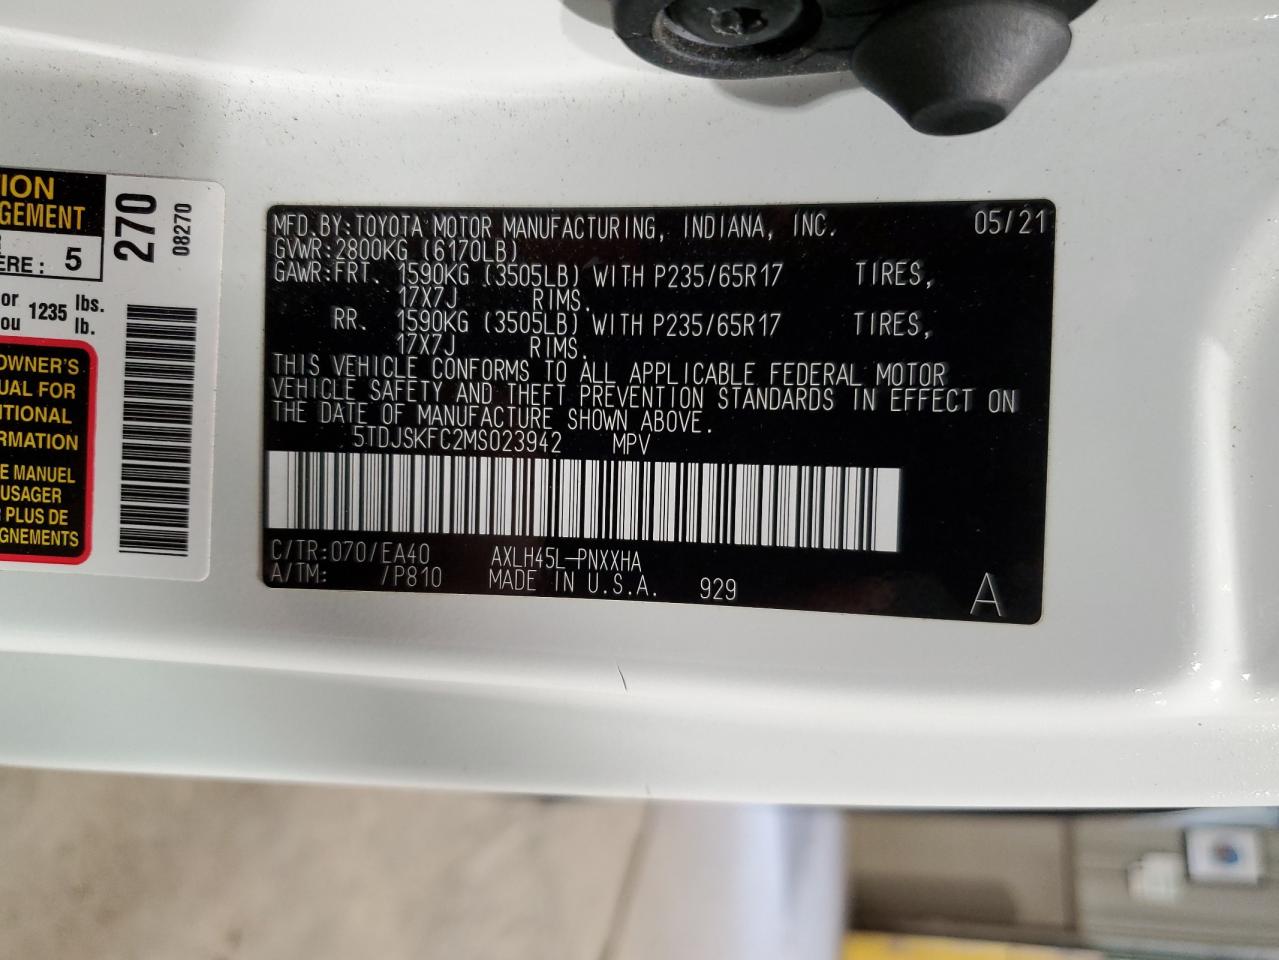 TION
GEMENT
ERE: 5
or 1235 lbs.
ou lb.
OWNER'S
UAL FOR
ITIONAL
RMATION
E MANUEL
USAGER
PLUS DE
GNEMENTS
270
08270
MFD.BY:TOYOTA MOTOR MANUFACTURING, INDIANA, INC. 05/21
GVWR:2800KG (6170LB)
GAWR:FRT. 1590KG (3505LB) WITH P235/65R17 TIRES,
17X7J RIMS.
RR. 1590KG (3505LB) WITH P235/65R17 TIRES,
17X7J RIMS.
THIS VEHICLE CONFORMS TO ALL APPLICABLE FEDERAL MOTOR
VEHICLE SAFETY AND THEFT PREVENTION STANDARDS IN EFFECT ON
THE DATE OF MANUFACTURE SHOWN ABOVE.
5TDJSKFC2MS023942 MPV
C/TR:070/EA40 AXLH45L-PNXXHA
A/TM: /P810 MADE IN U.S.A. 929 A